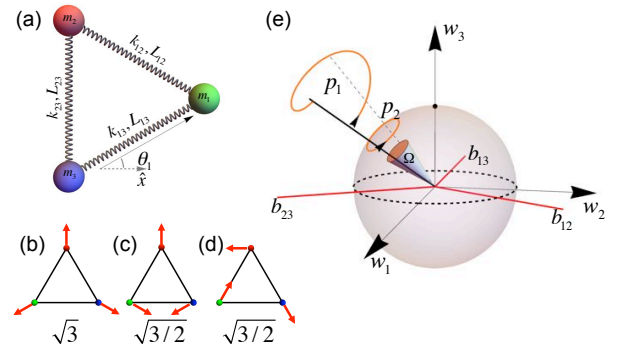 (a)
m₂
k₁₂, L₁₂
k₂₃, L₂₃
m₁
k₁₃, L₁₃
θ₁
m₃
x̂
(b)
(c)
(d)
√3
√3/2
√3/2
(e)
w₃
p₁
p₂
Ω
b₁₃
b₂₃
w₂
b₁₂
w₁